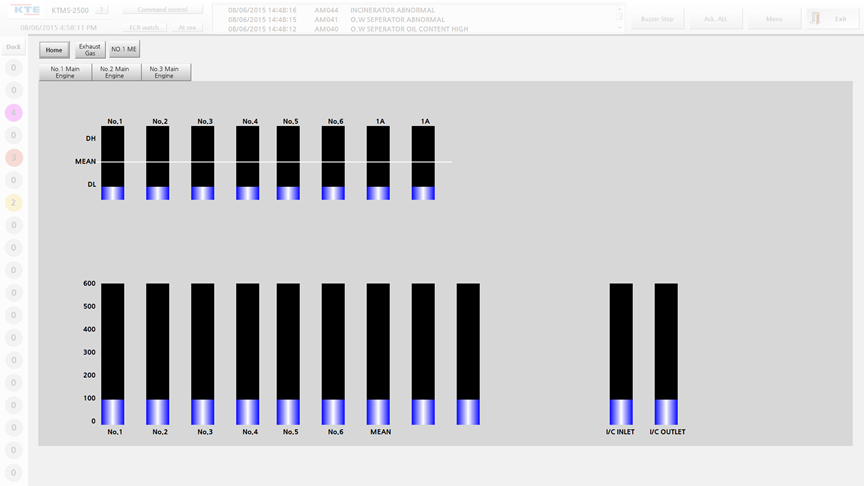 KTE KTMS-2500 ? Command control
08/06/2015 4:58:11 PM FCR watch At sea
08/06/2015 14:48:16 AM044 INCINERATOR ABNORMAL
08/06/2015 14:48:15 AM041 O,W SEPERATOR ABNORMAL
08/06/2015 14:48:12 AM040 O,W SEPERATOR OIL CONTENT HIGH
Buzzer Stop Ack. ALL Menu Exit
Dock
0
0
4
0
3
0
2
0
0
0
0
0
0
0
0
0
0
0
0
Home Exhaust Gas NO.1 ME
No.1 Main Engine No.2 Main Engine No.3 Main Engine
No,1 No,2 No,3 No,4 No,5 No,6 1A 1A
DH
MEAN
DL
600
500
400
300
200
100
0
No,1 No,2 No,3 No,4 No,5 No,6 MEAN I/C INLET I/C OUTLET